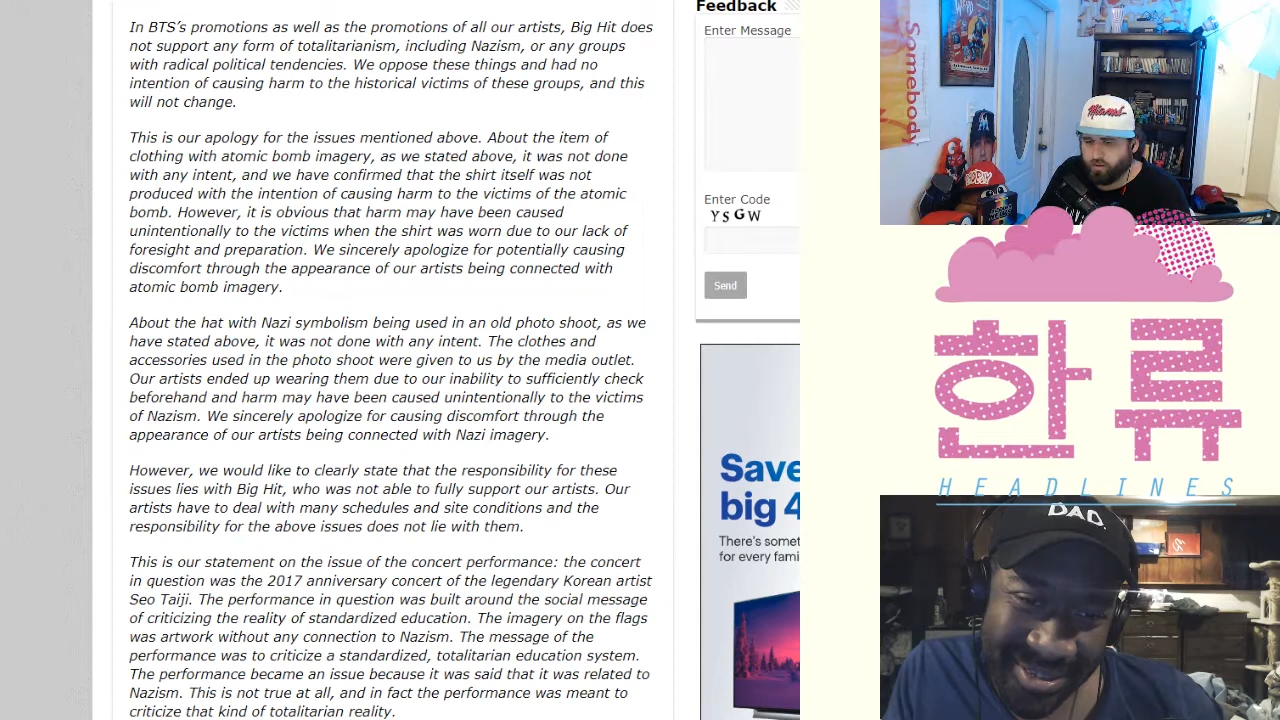 In BTS’s promotions as well as the promotions of all our artists, Big Hit does
not support any form of totalitarianism, including Nazism, or any groups
with radical political tendencies. We oppose these things and had no
intention of causing harm to the historical victims of these groups, and this
will not change.
This is our apology for the issues mentioned above. About the item of
clothing with atomic bomb imagery, as we stated above, it was not done
with any intent, and we have confirmed that the shirt itself was not
produced with the intention of causing harm to the victims of the atomic
bomb. However, it is obvious that harm may have been caused
unintentionally to the victims when the shirt was worn due to our lack of
foresight and preparation. We sincerely apologize for potentially causing
discomfort through the appearance of our artists being connected with
atomic bomb imagery.
About the hat with Nazi symbolism being used in an old photo shoot, as we
have stated above, it was not done with any intent. The clothes and
accessories used in the photo shoot were given to us by the media outlet.
Our artists ended up wearing them due to our inability to sufficiently check
beforehand and harm may have been caused unintentionally to the victims
of Nazism. We sincerely apologize for causing discomfort through the
appearance of our artists being connected with Nazi imagery.
However, we would like to clearly state that the responsibility for these
issues lies with Big Hit, who was not able to fully support our artists. Our
artists have to deal with many schedules and site conditions and the
responsibility for the above issues does not lie with them.
This is our statement on the issue of the concert performance: the concert
in question was the 2017 anniversary concert of the legendary Korean artist
Seo Taiji. The performance in question was built around the social message
of criticizing the reality of standardized education. The imagery on the flags
was artwork without any connection to Nazism. The message of the
performance was to criticize a standardized, totalitarian education system.
The performance became an issue because it was said that it was related to
Nazism. This is not true at all, and in fact the performance was meant to
criticize that kind of totalitarian reality.
Feedback
Enter Message
Enter Code
YSGW
Send
Save
big 4
There's somet
for every fami
Somebody
Miami
한류
HEADLINES
DAD.